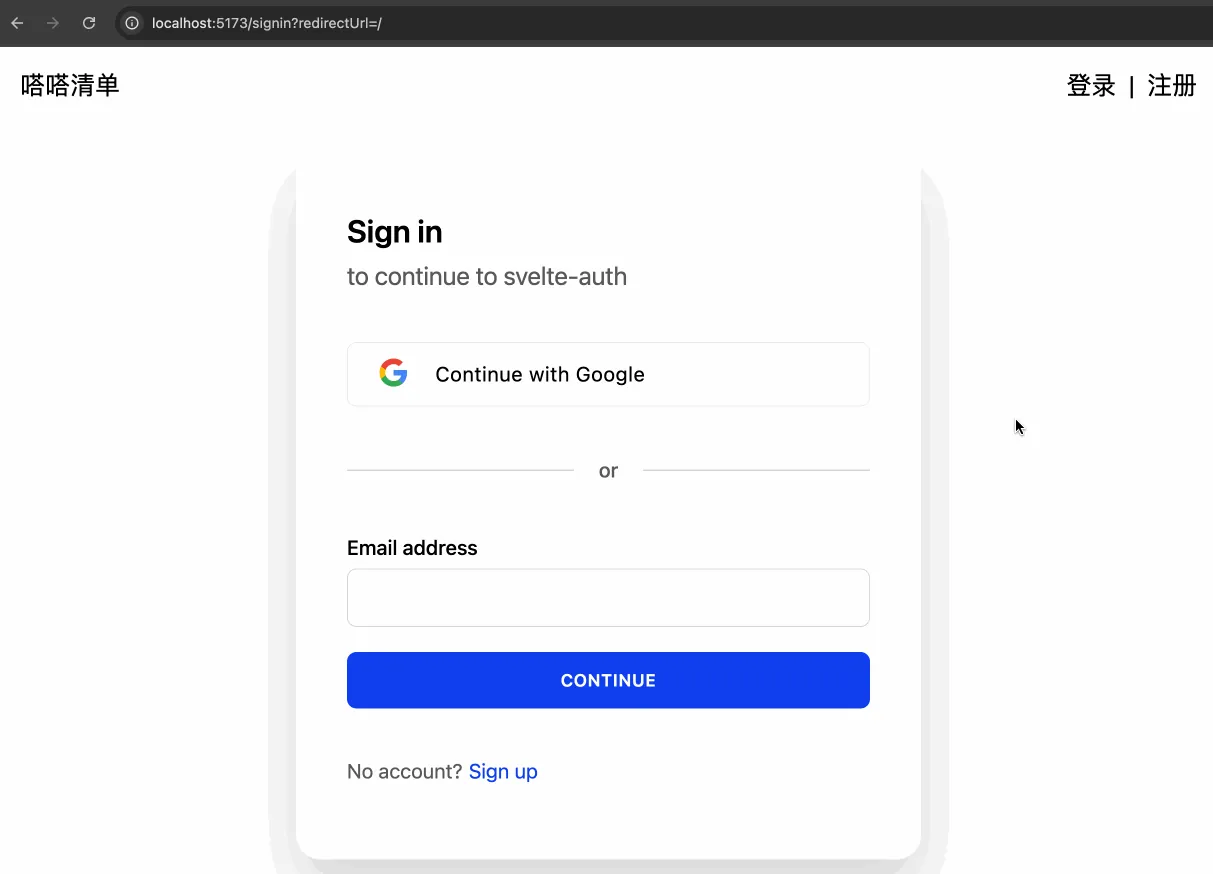 localhost:5173/signin?redirectUrl=/
嗒嗒清单
登录 | 注册
Sign in
to continue to svelte-auth
Continue with Google
or
Email address
CONTINUE
No account? Sign up